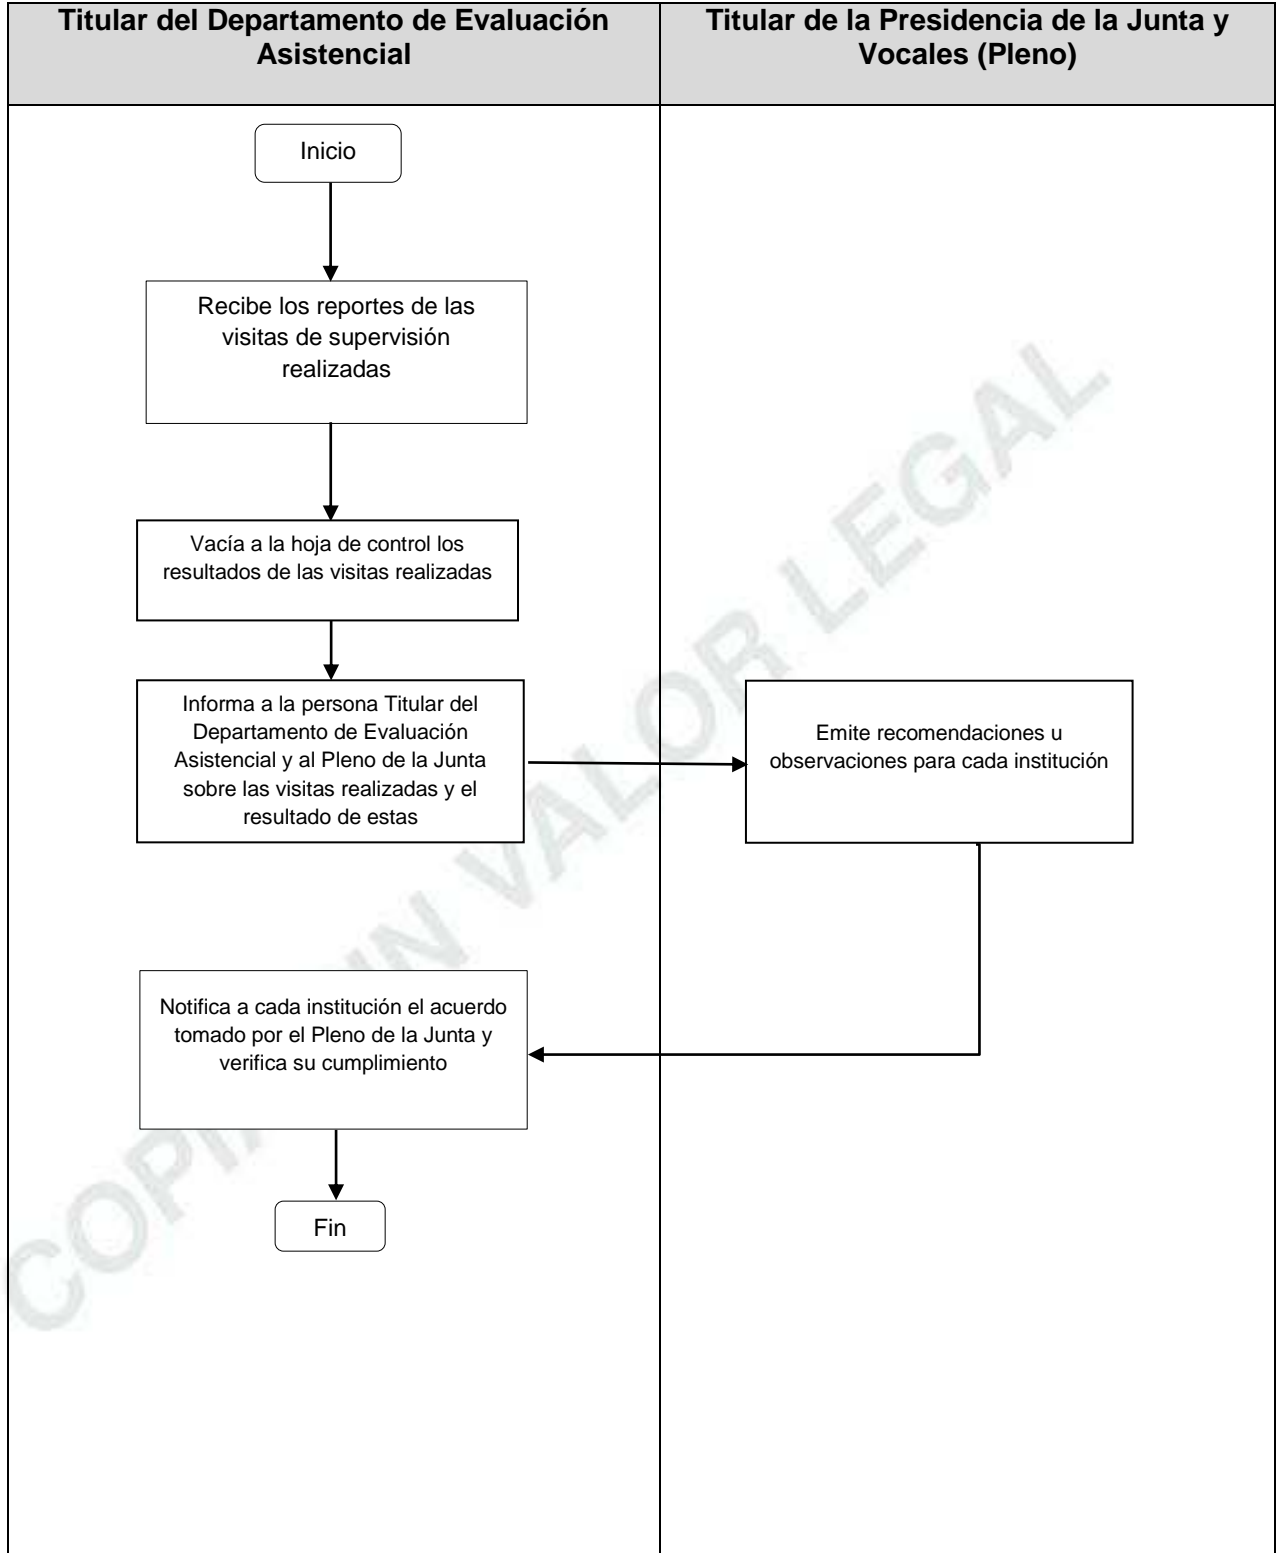 Titular del Departamento de Evaluación
Asistencial
Titular de la Presidencia de la Junta y
Vocales (Pleno)
Inicio
Recibe los reportes de las
visitas de supervisión
realizadas
Vacía a la hoja de control los
resultados de las visitas realizadas
Informa a la persona Titular del
Departamento de Evaluación
Asistencial y al Pleno de la Junta
sobre las visitas realizadas y el
resultado de estas
Emite recomendaciones u
observaciones para cada institución
Notifica a cada institución el acuerdo
tomado por el Pleno de la Junta y
verifica su cumplimiento
Fin
COPIA SIN VALOR LEGAL